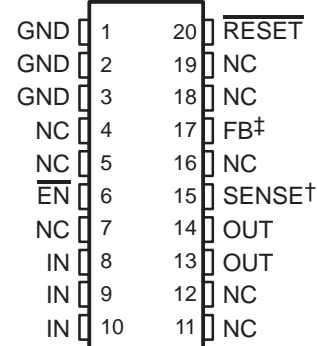 GND 1 20 RESET
GND 2 19 NC
GND 3 18 NC
NC 4 17 FB‡
NC 5 16 NC
EN 6 15 SENSE†
NC 7 14 OUT
IN 8 13 OUT
IN 9 12 NC
IN 10 11 NC